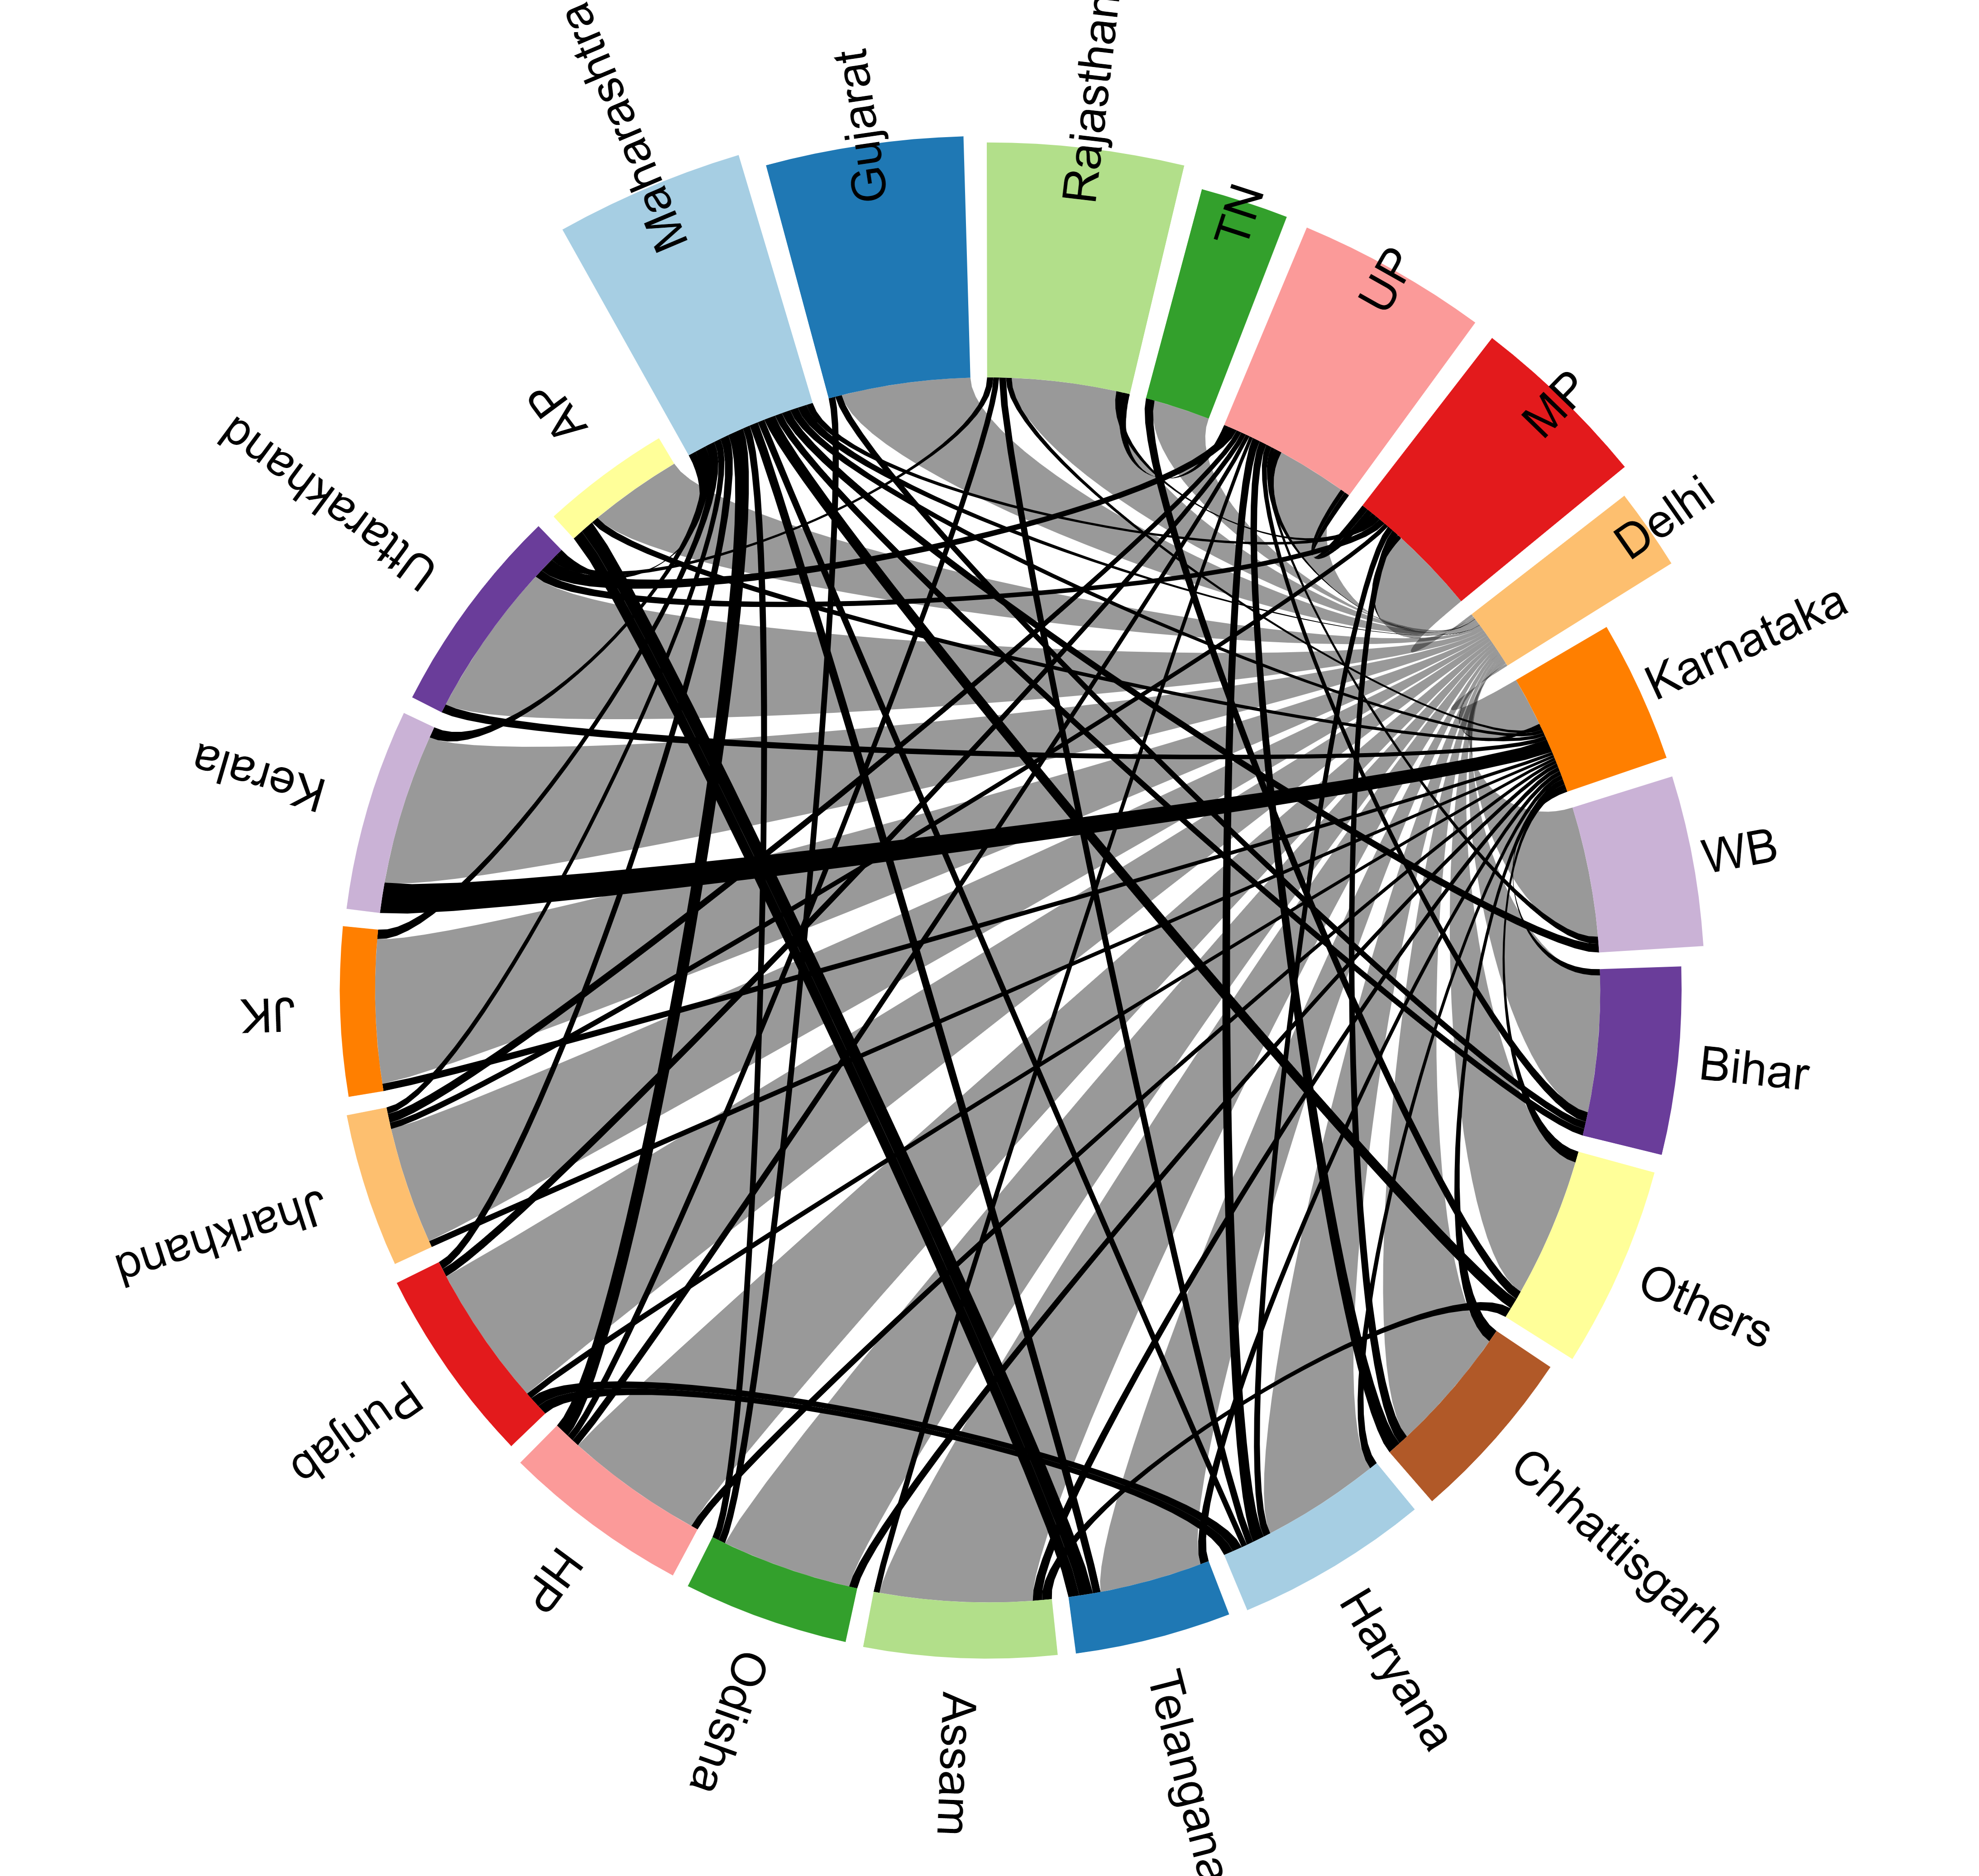 Maharashtra
Gujarat
Rajasthan
TN
UP
MP
Delhi
Karnataka
WB
Bihar
Others
Chhattisgarh
Haryana
Telangana
Assam
Odisha
HP
Punjab
Jharkhand
JK
Kerala
Uttarakhand
AP